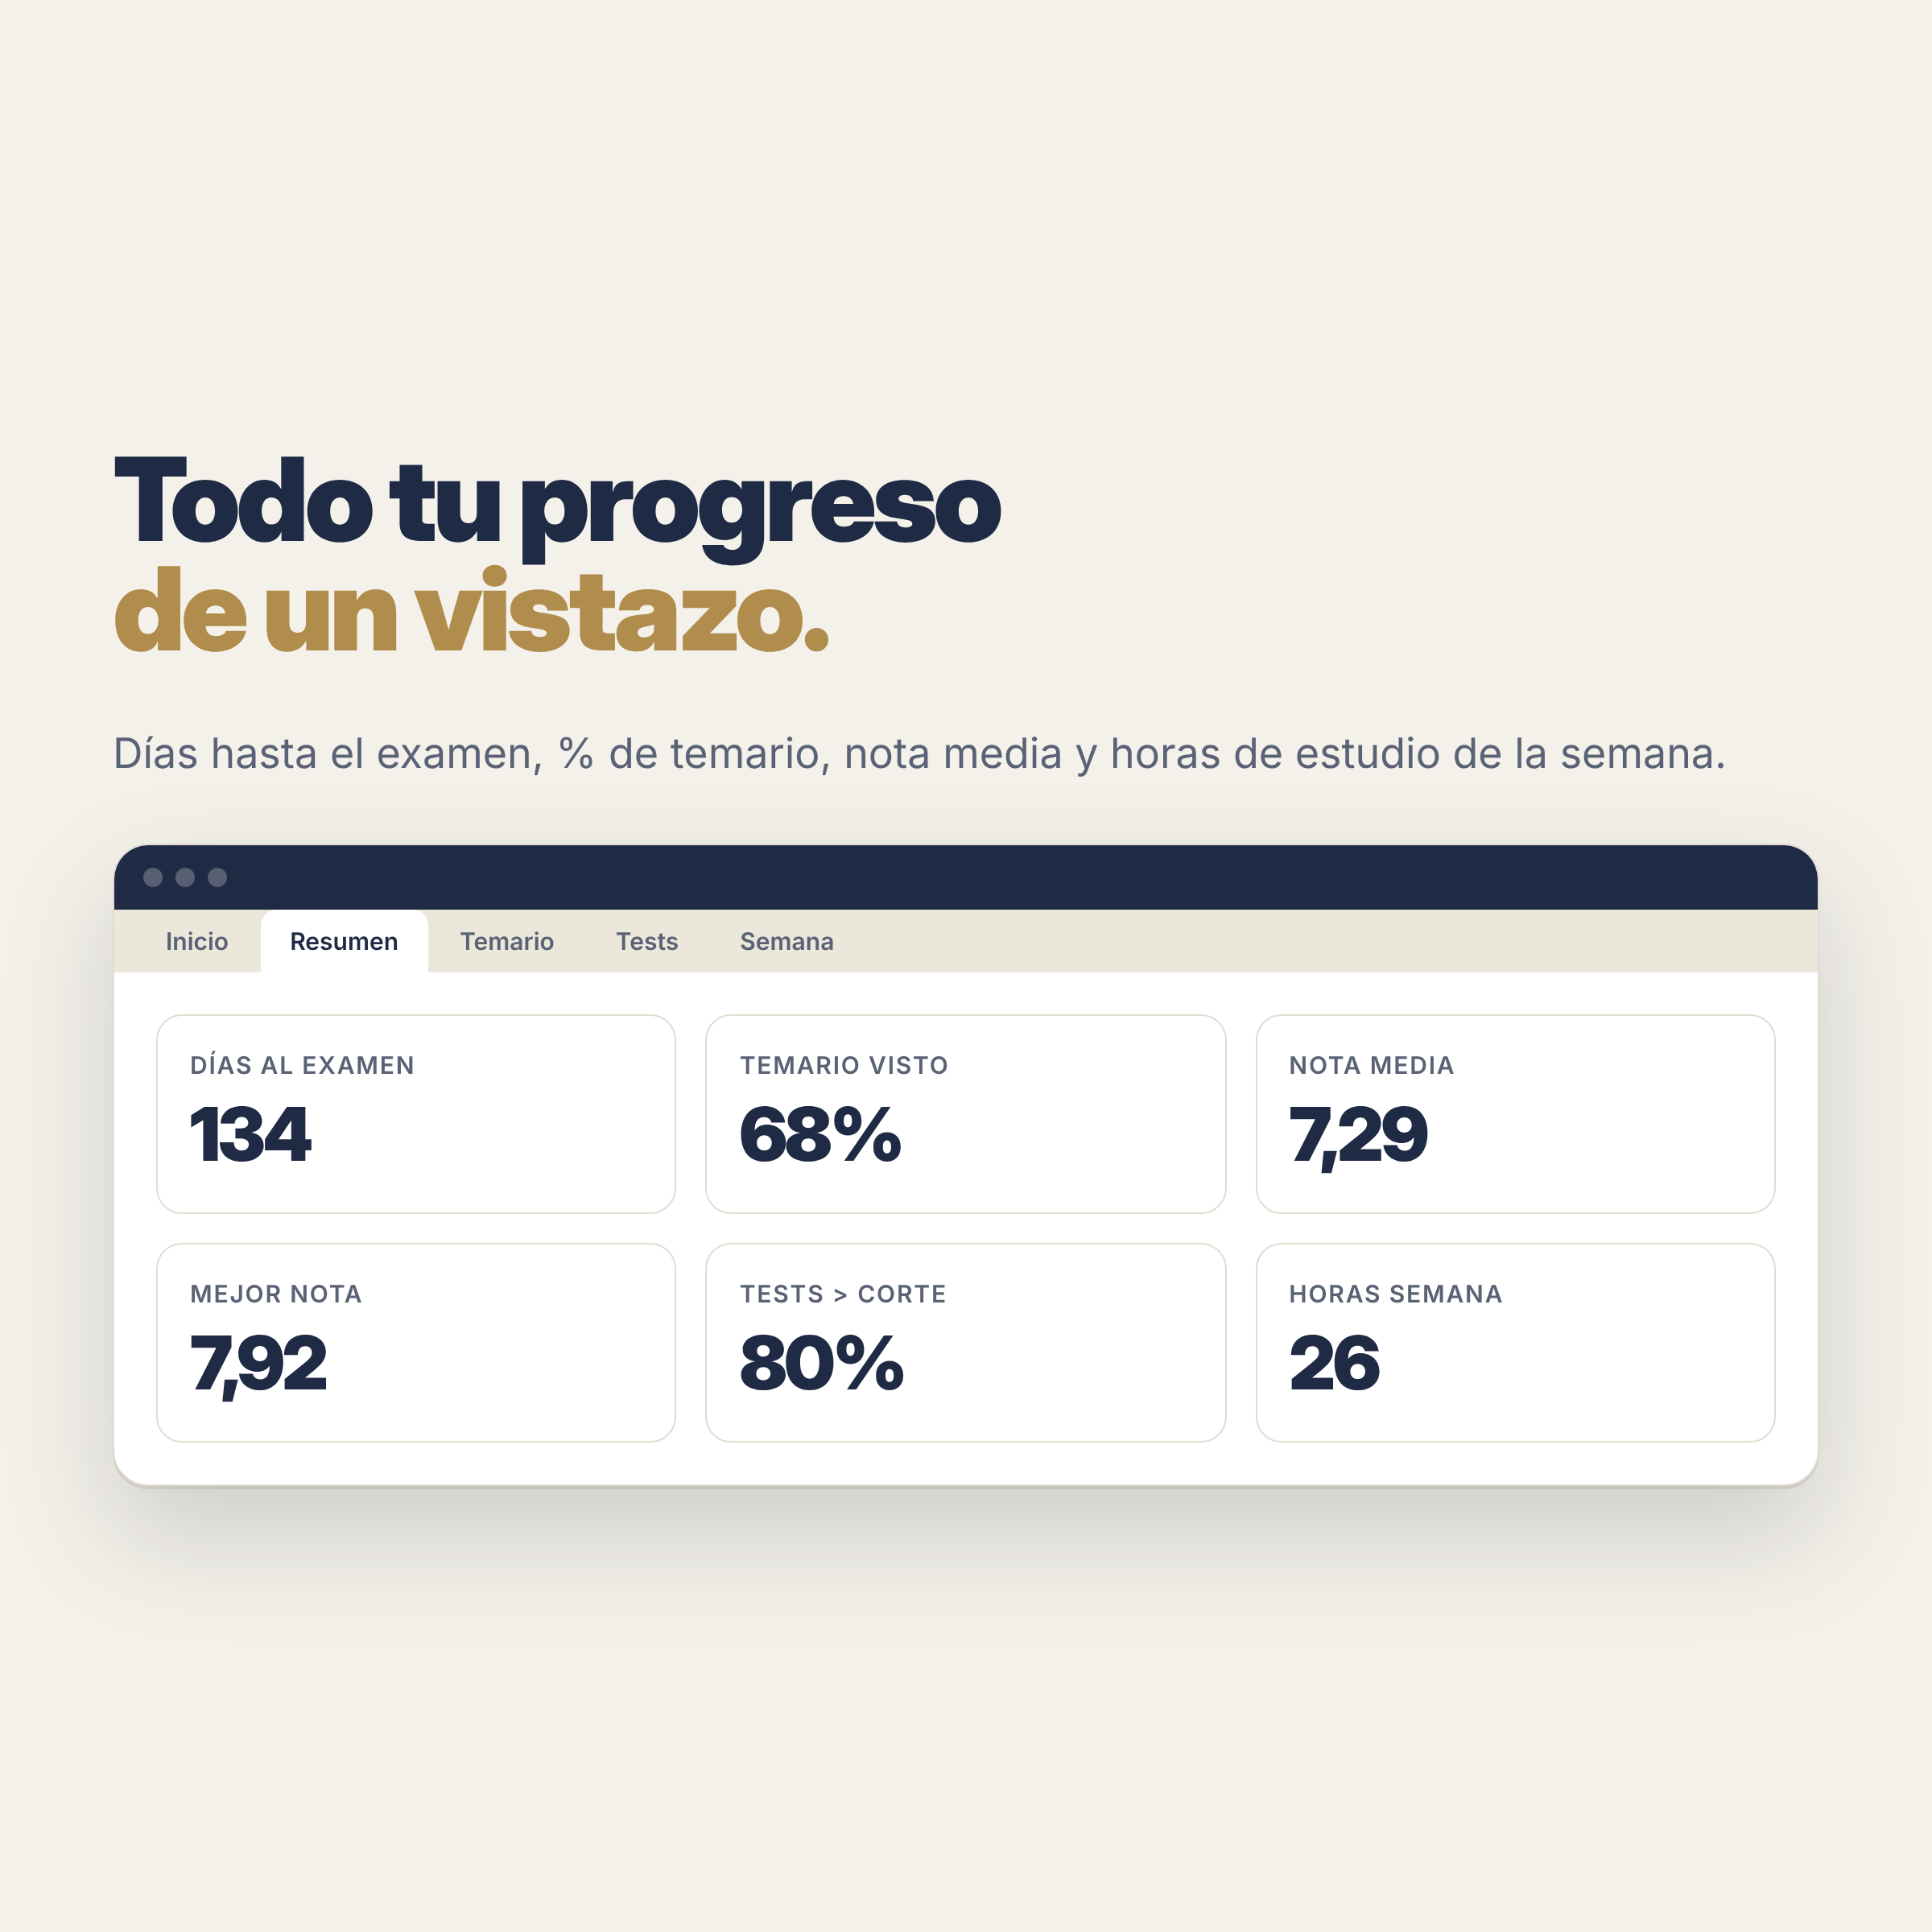 Todo tu progreso
de un vistazo.
Días hasta el examen, % de temario, nota media y horas de estudio de la semana.
Inicio Resumen Temario Tests Semana
DÍAS AL EXAMEN TEMARIO VISTO NOTA MEDIA
134 68% 7,29
MEJOR NOTA TESTS > CORTE HORAS SEMANA
7,92 80% 26